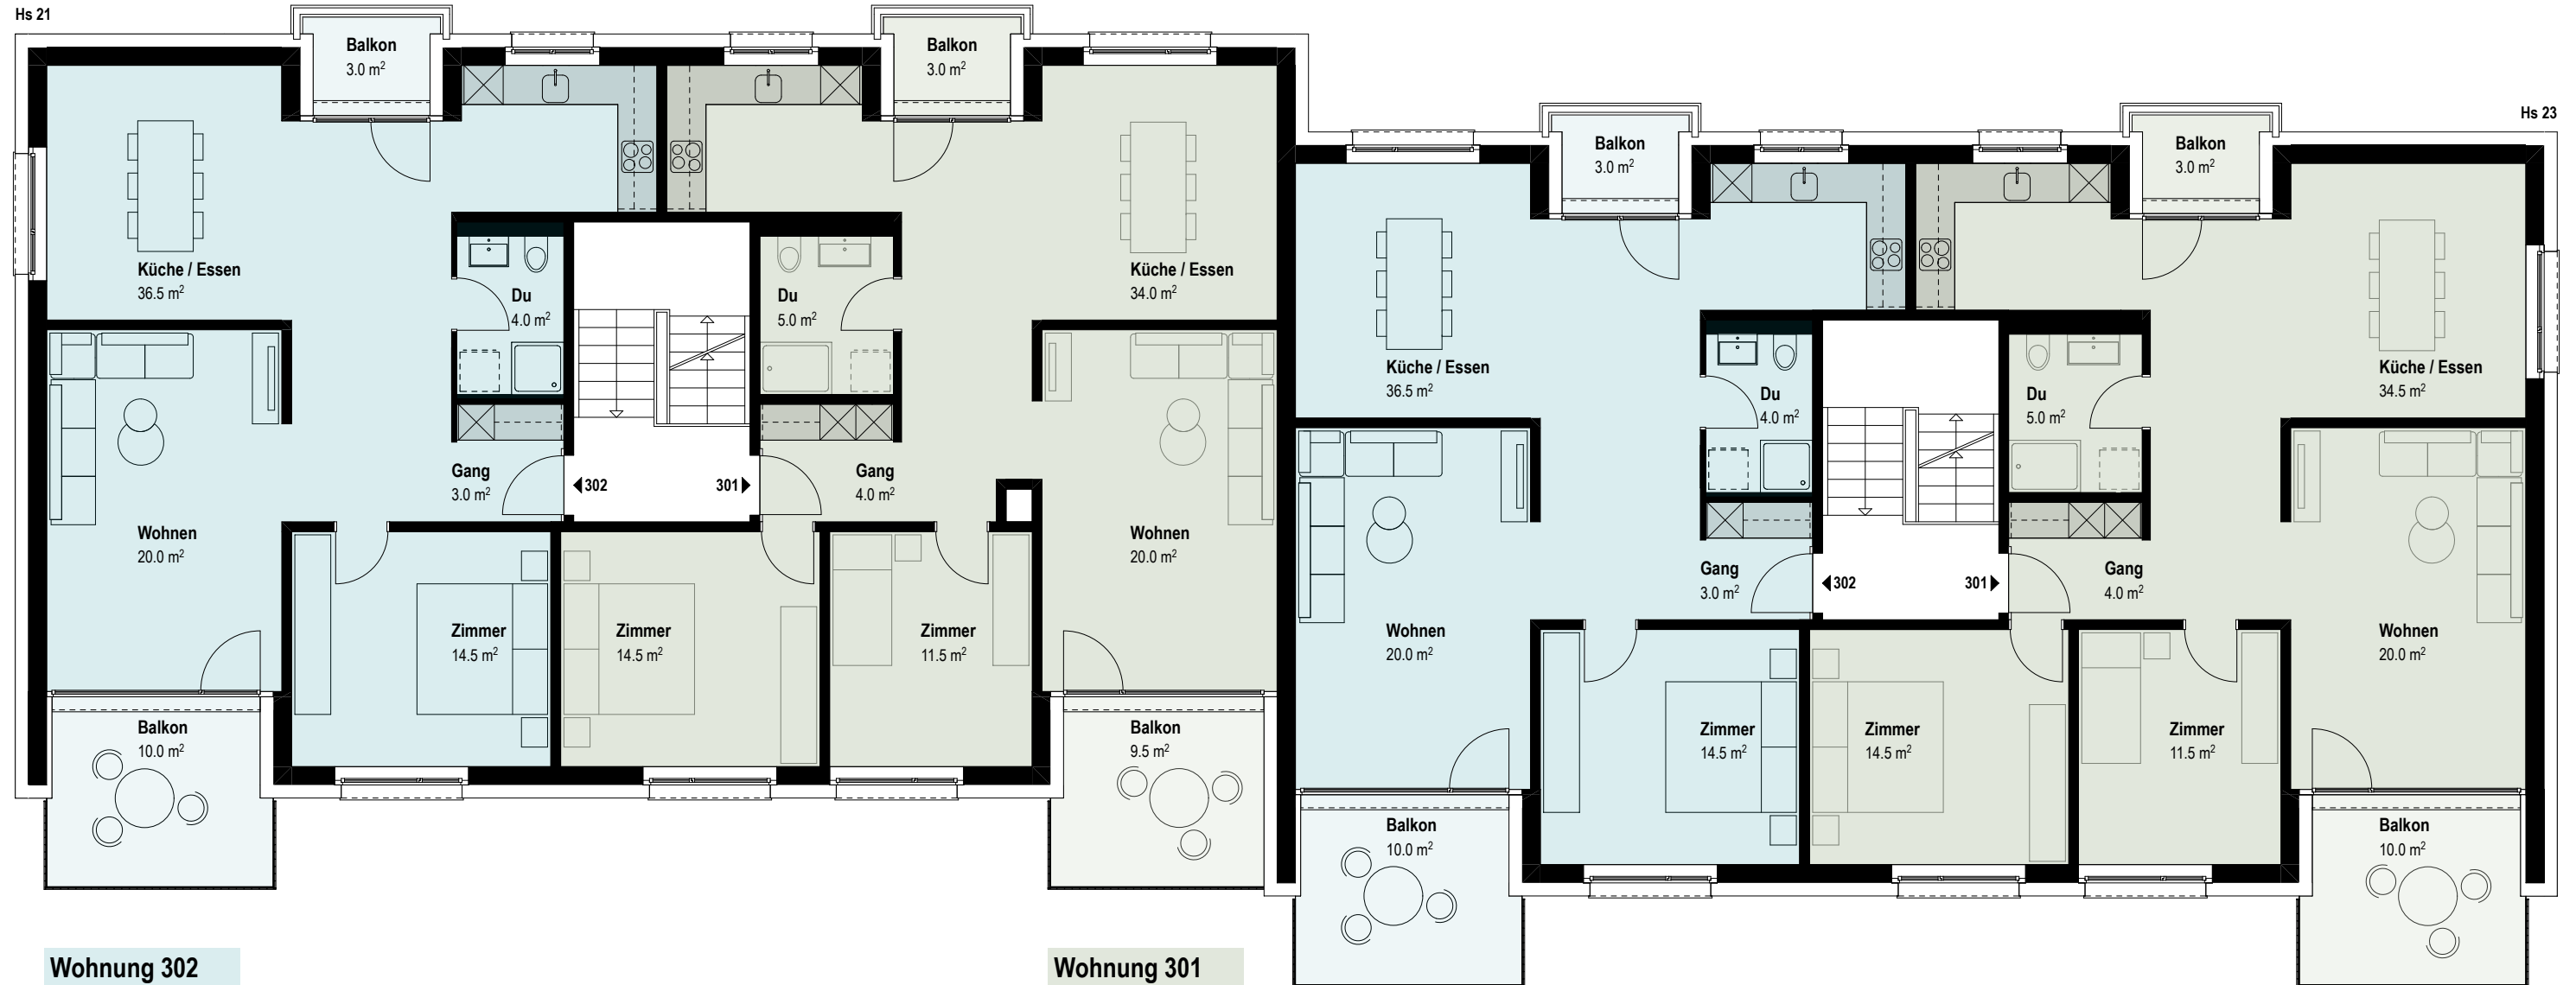 Hs 21
Balkon
3.0 m²
Balkon
3.0 m²
Küche / Essen
36.5 m²
Du
4.0 m²
Du
5.0 m²
Küche / Essen
34.0 m²
Gang
3.0 m²
302
301
Gang
4.0 m²
Wohnen
20.0 m²
Wohnen
20.0 m²
Zimmer
14.5 m²
Zimmer
14.5 m²
Zimmer
11.5 m²
Balkon
10.0 m²
Balkon
9.5 m²
Hs 23
Balkon
3.0 m²
Balkon
3.0 m²
Küche / Essen
36.5 m²
Du
4.0 m²
Du
5.0 m²
Küche / Essen
34.5 m²
Gang
3.0 m²
302
301
Gang
4.0 m²
Wohnen
20.0 m²
Wohnen
20.0 m²
Zimmer
14.5 m²
Zimmer
14.5 m²
Zimmer
11.5 m²
Balkon
10.0 m²
Balkon
10.0 m²
Wohnung 302
Wohnung 301